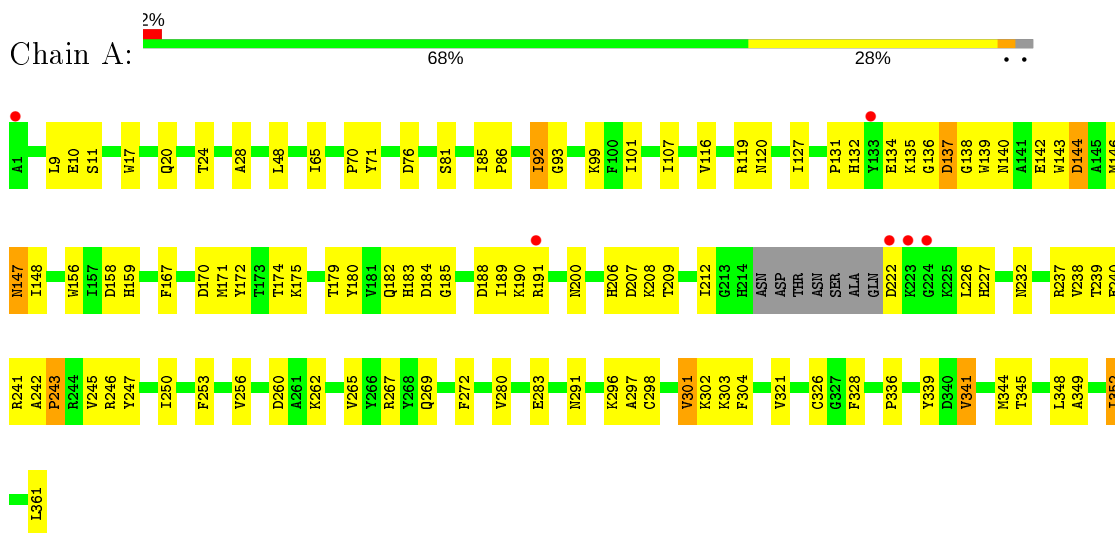 2%
Chain A:
68% 28% • •
A1 L9 E10 S11 W17 Q20 T24 A28 L48 I65 P70 Y71 D76 S81 I85 P86 I92 G93 K99 F100 I101 I107 V116 R119 N120 I127 P131 H132 Y133 E134 K135 G136 D137 G138 W139 N140 A141 E142 W143 D144 A145 M146
N147 I148 W156 I157 D158 H159 F167 D170 M171 Y172 T173 T174 K175 T179 Y180 V181 Q182 H183 D184 G185 D188 I189 K190 R191 N200 H206 D207 K208 T209 I212 G213 H214 ASN ASP THR ASN SER ALA GLN D222 K223 G224 K225 L226 H227 N232 R237 V238 T239 E240
R241 A242 P243 R244 V245 R246 Y247 I250 F253 V256 D260 A261 K262 V265 Y266 R267 Y268 Q269 F272 V280 E283 N291 K296 A297 C298 V301 K302 K303 F304 V321 C326 G327 F328 P336 Y339 D340 V341 M344 T345 L348 A349
L361